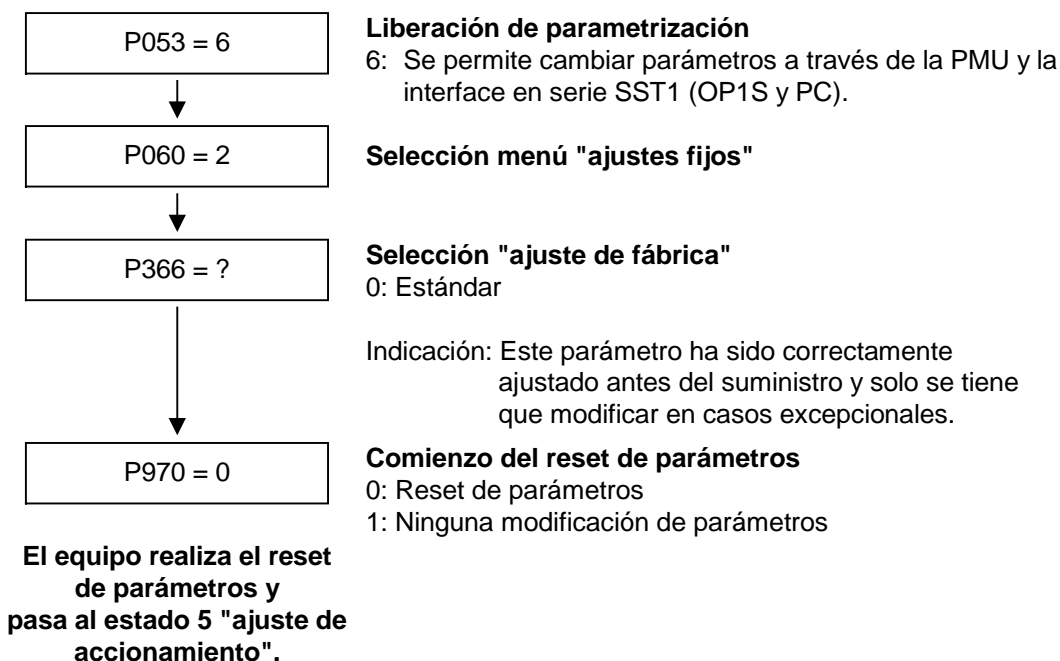 P053 = 6
Liberación de parametrización
6: Se permite cambiar parámetros a través de la PMU y la
interface en serie SST1 (OP1S y PC).
P060 = 2
Selección menú "ajustes fijos"
P366 = ?
Selección "ajuste de fábrica"
0: Estándar
Indicación: Este parámetro ha sido correctamente
ajustado antes del suministro y solo se tiene
que modificar en casos excepcionales.
P970 = 0
Comienzo del reset de parámetros
0: Reset de parámetros
1: Ninguna modificación de parámetros
El equipo realiza el reset
de parámetros y
pasa al estado 5 "ajuste de
accionamiento".